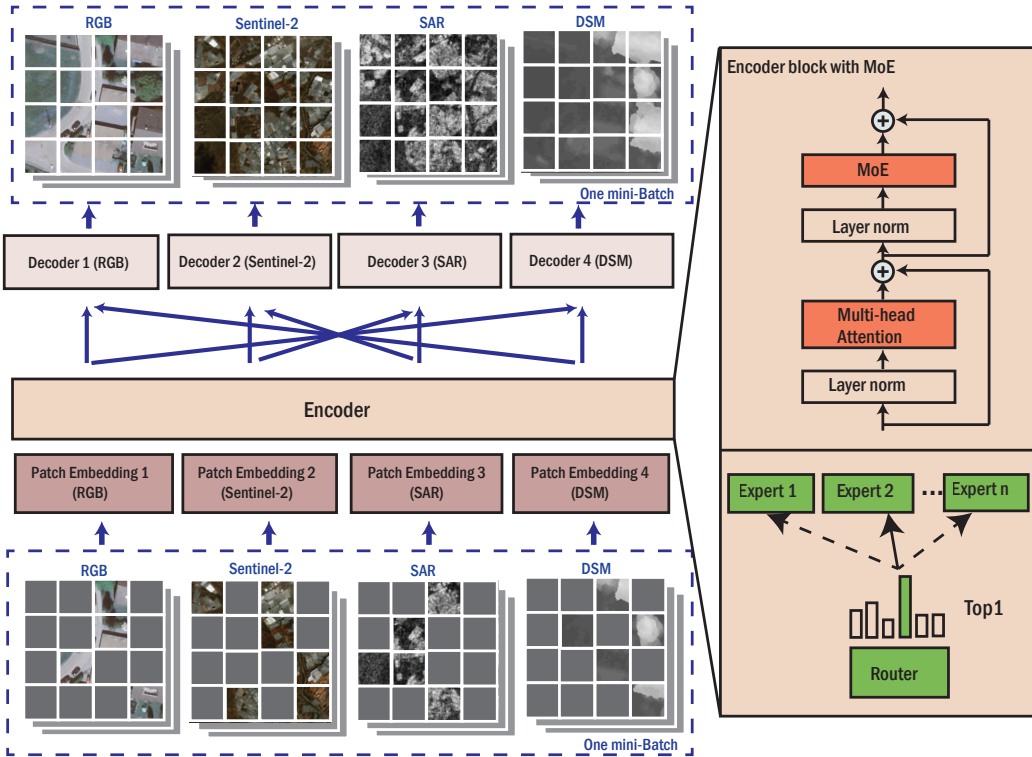 RGB
Sentinel-2
SAR
DSM
One mini-Batch
Decoder 1 (RGB)
Decoder 2 (Sentinel-2)
Decoder 3 (SAR)
Decoder 4 (DSM)
Encoder
Patch Embedding 1
(RGB)
Patch Embedding 2
(Sentinel-2)
Patch Embedding 3
(SAR)
Patch Embedding 4
(DSM)
RGB
Sentinel-2
SAR
DSM
One mini-Batch
Encoder block with MoE
+
MoE
Layer norm
+
Multi-head
Attention
Layer norm
Expert 1
Expert 2
...
Expert n
Top1
Router